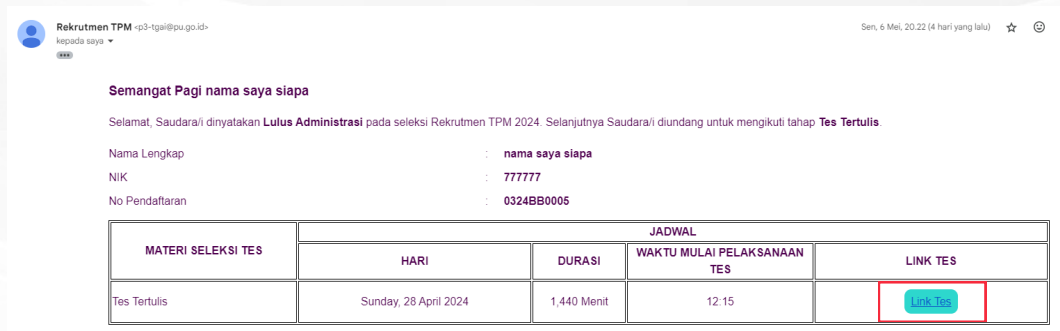 Rekrutmen TPM <p3-tgai@pu.go.id>
Sen, 6 Mei, 20.22 (4 hari yang lalu)
kepada saya
Semangat Pagi nama saya siapa
Selamat, Saudara/i dinyatakan Lulus Administrasi pada seleksi Rekrutmen TPM 2024. Selanjutnya Saudara/i diundang untuk mengikuti tahap Tes Tertulis.
Nama Lengkap : nama saya siapa
NIK : 777777
No Pendaftaran : 0324BB0005
MATERI SELEKSI TES
JADWAL
HARI
DURASI
WAKTU MULAI PELAKSANAAN
TES
LINK TES
Tes Tertulis
Sunday, 28 April 2024
1,440 Menit
12:15
Link Tes